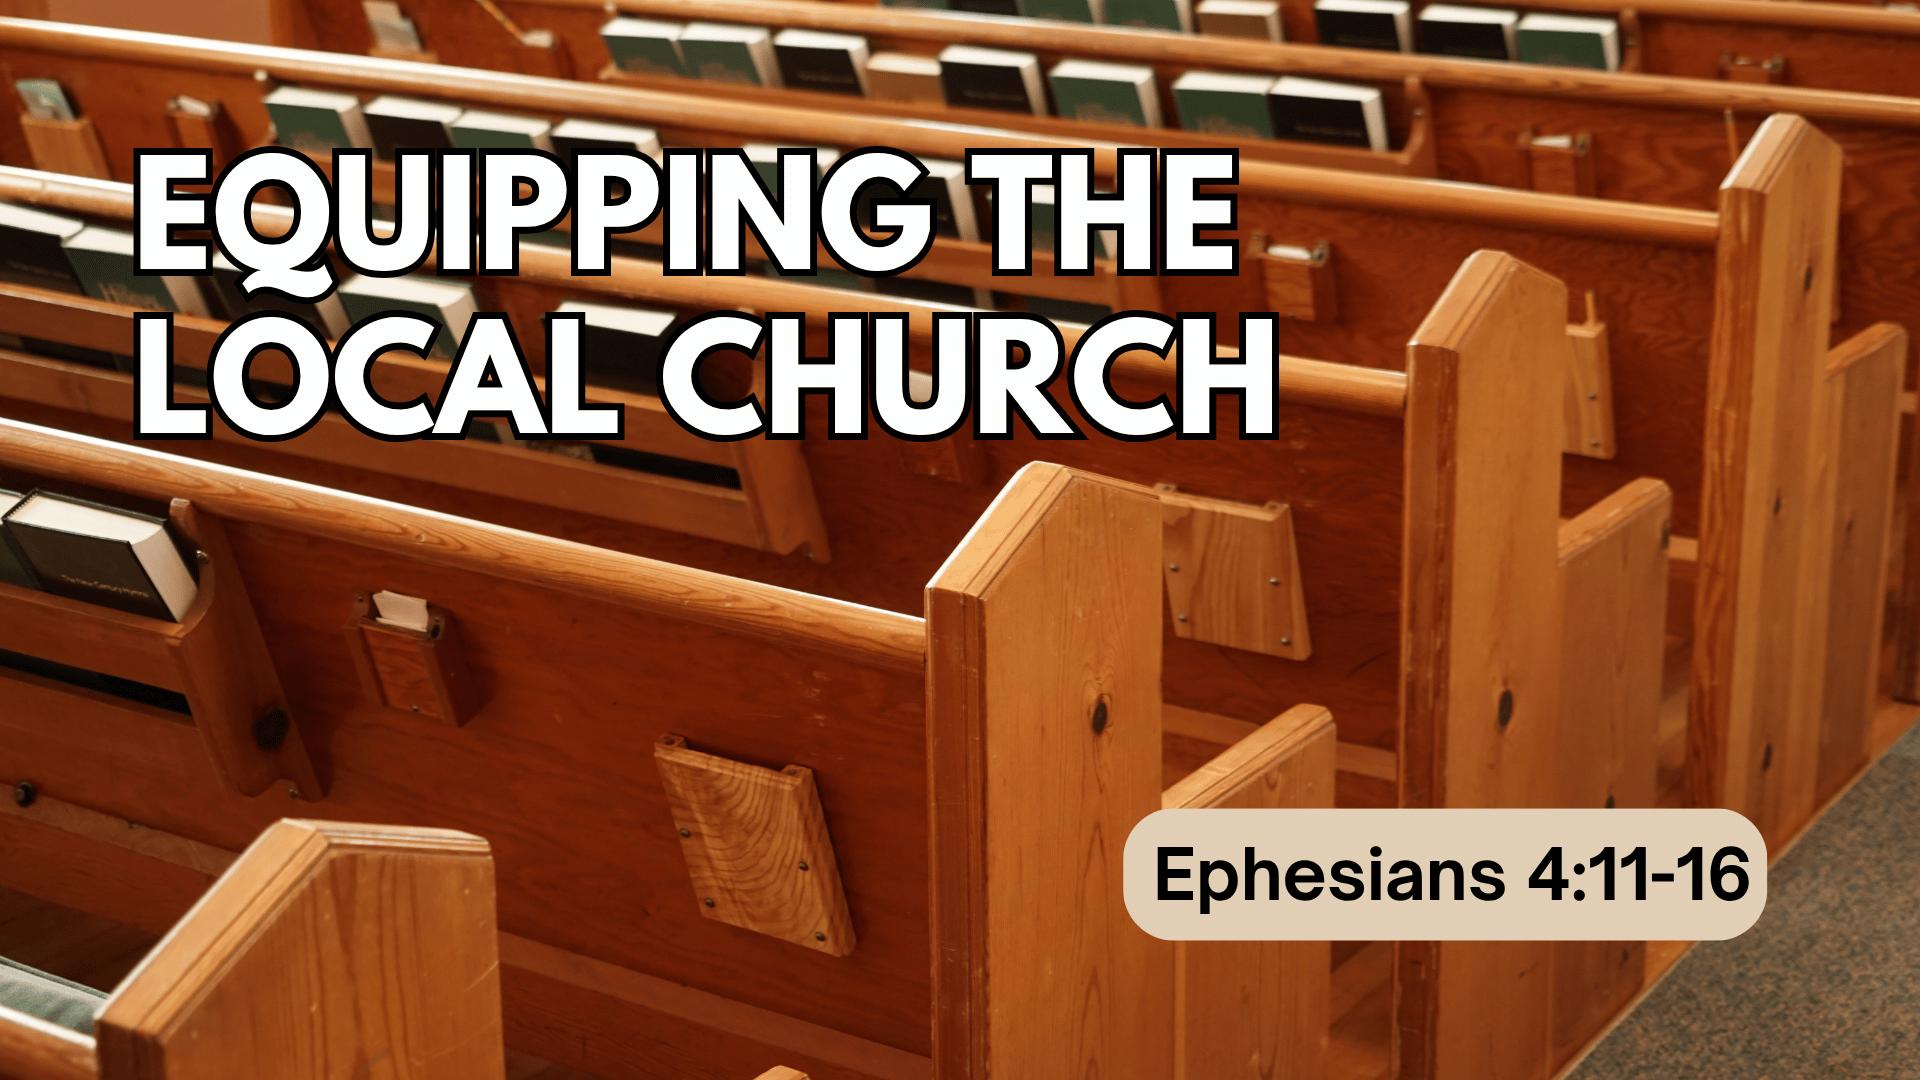 EQUIPPING THE
LOCAL CHURCH
Ephesians 4:11-16